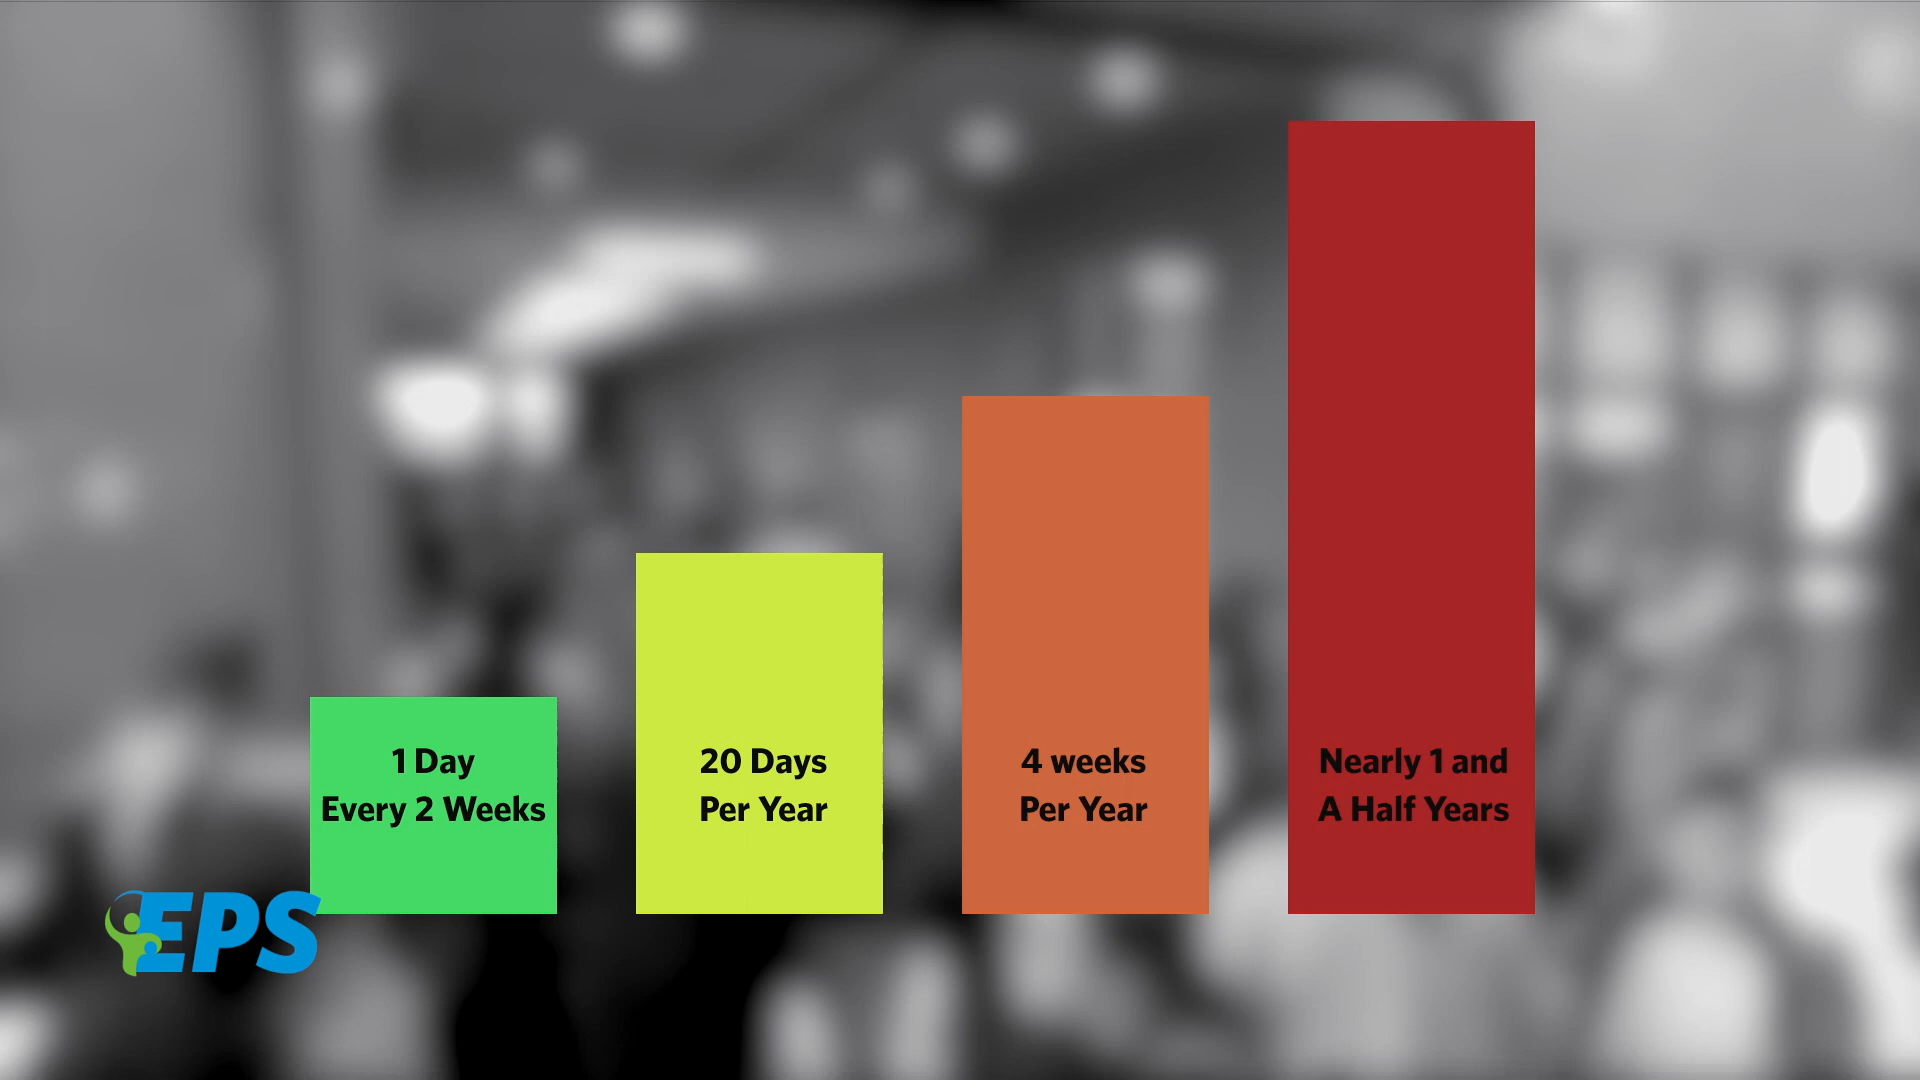 1 Day
Every 2 Weeks
20 Days
Per Year
4 weeks
Per Year
Nearly 1 and
A Half Years
EPS